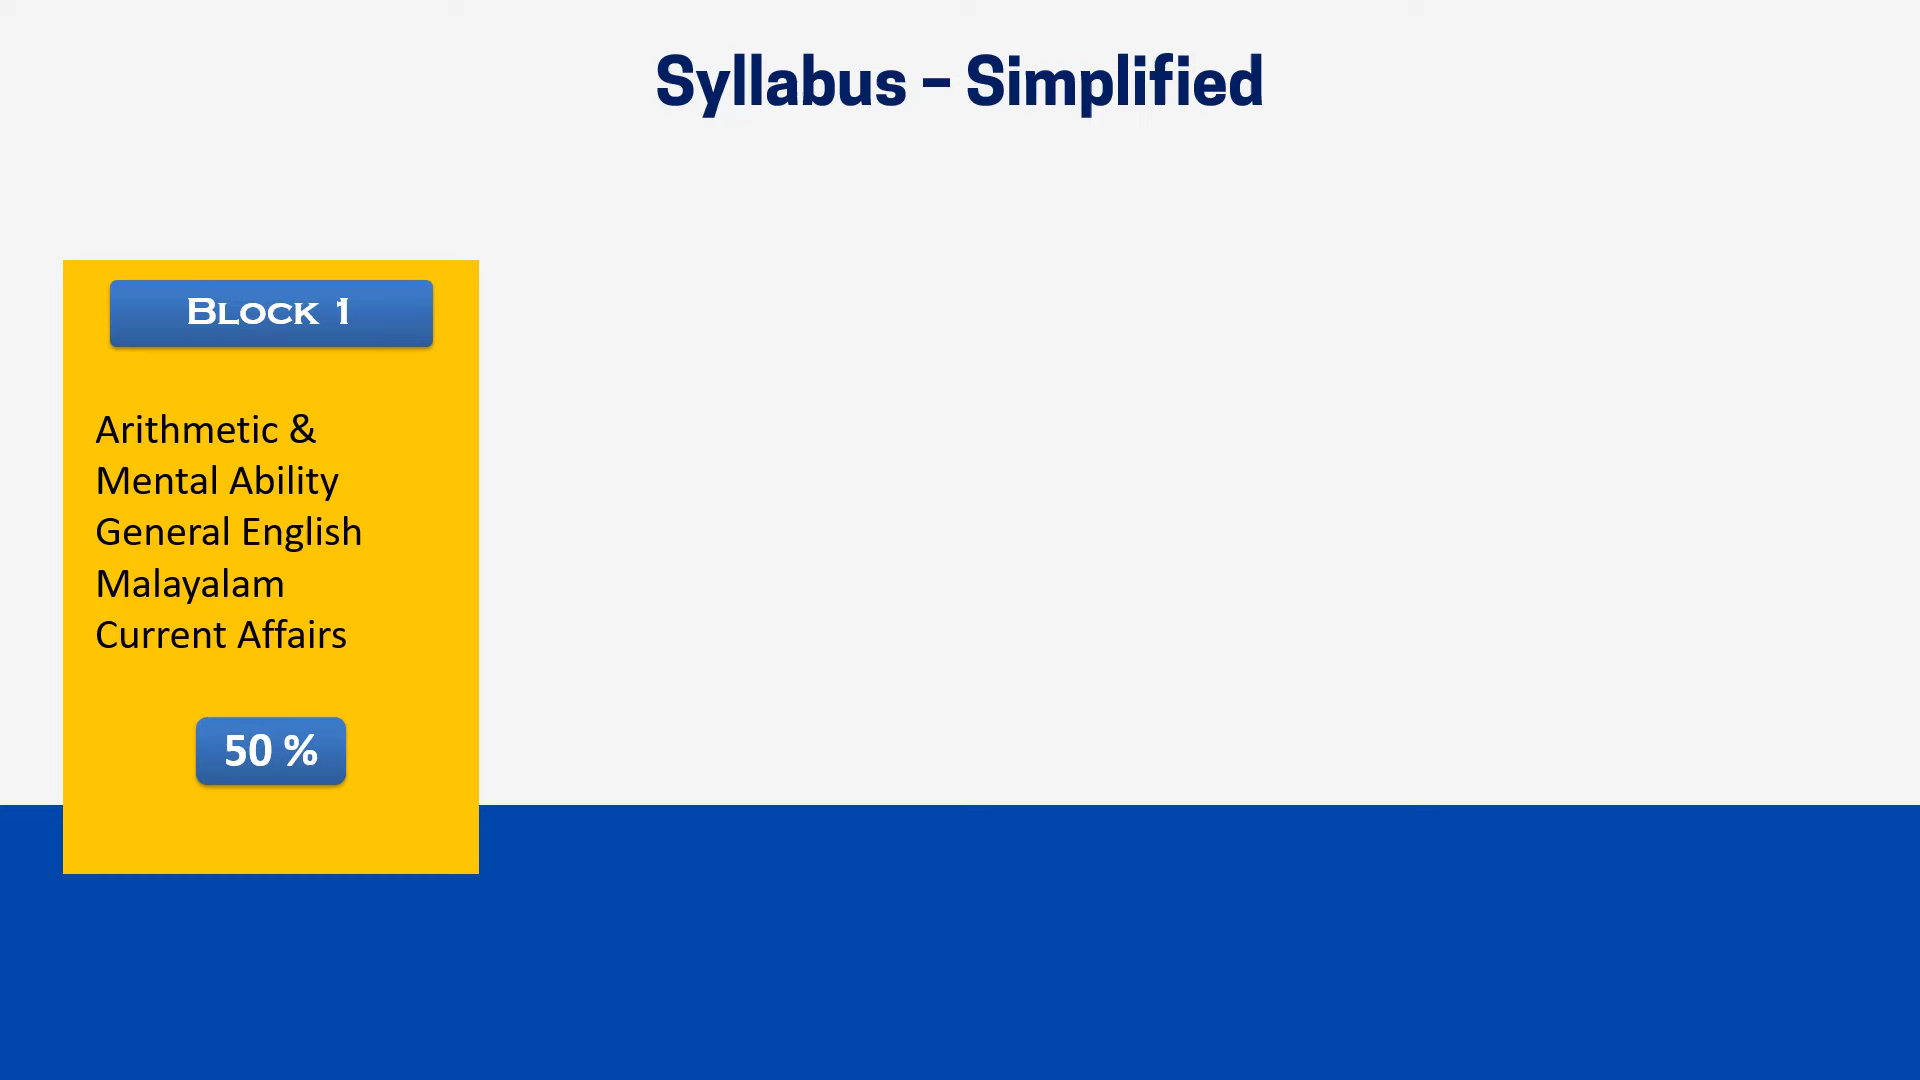 Syllabus – Simplified
Block 1
Arithmetic &
Mental Ability
General English
Malayalam
Current Affairs
50 %